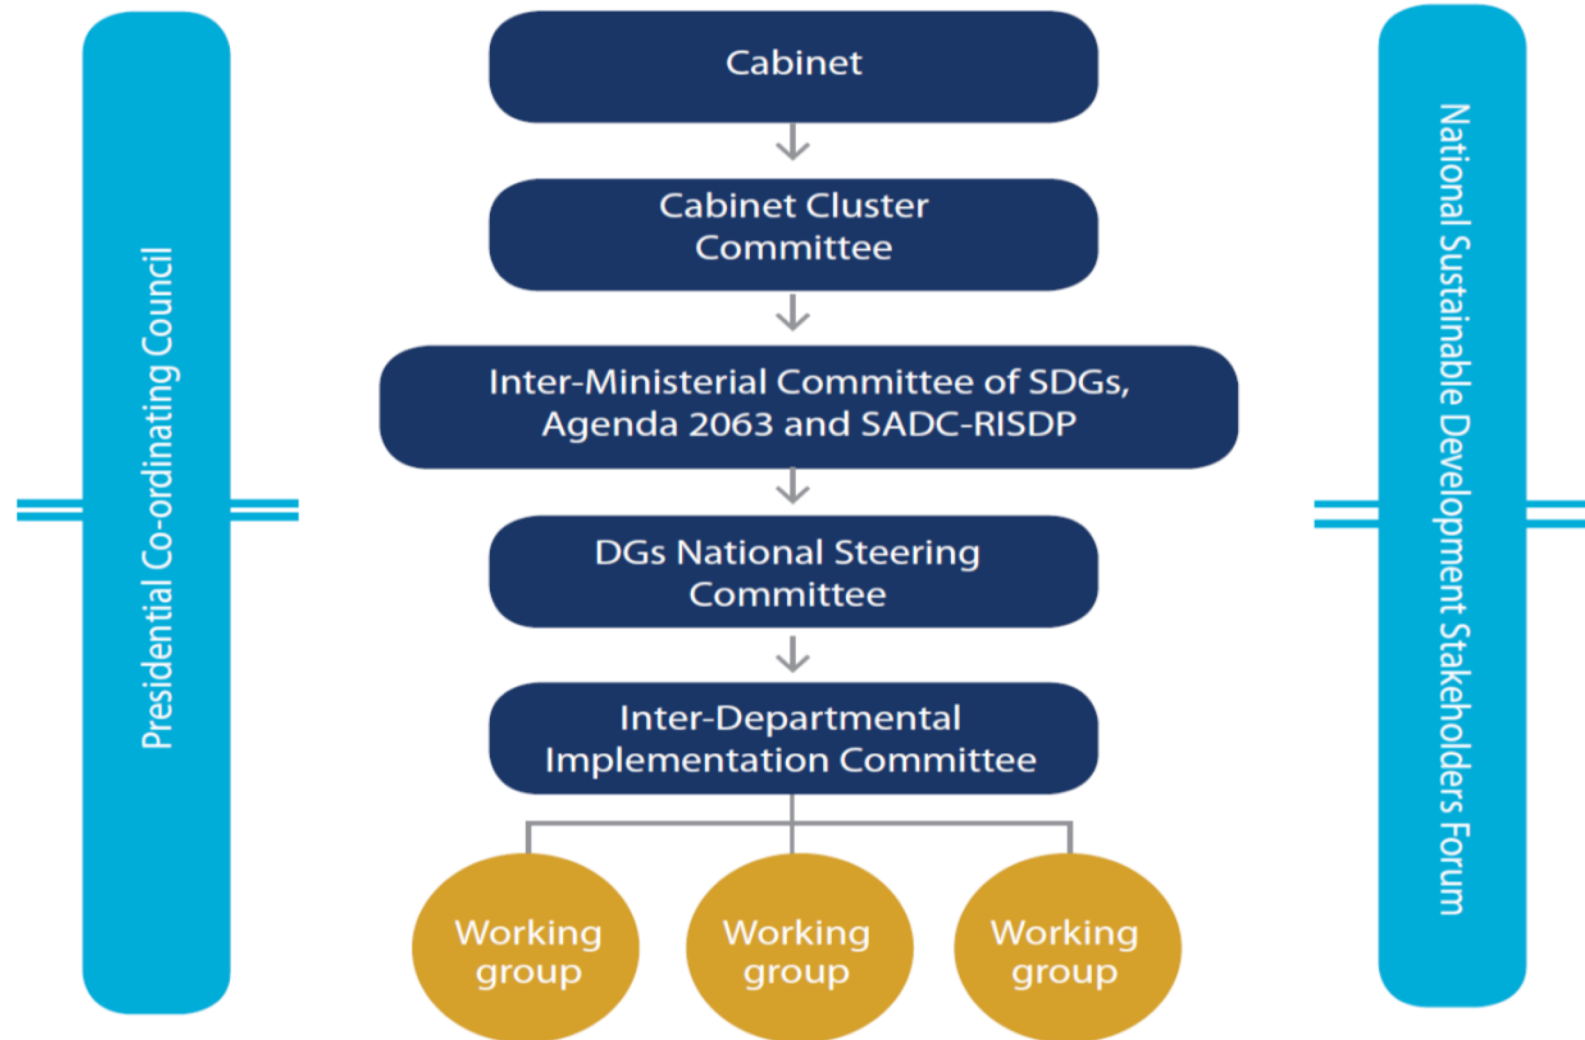 Presidential Co-ordinating Council
Cabinet
Cabinet Cluster
Committee
Inter-Ministerial Committee of SDGs,
Agenda 2063 and SADC-RISDP
DGs National Steering
Committee
Inter-Departmental
Implementation Committee
Working
group
Working
group
Working
group
National Sustainable Development Stakeholders Forum